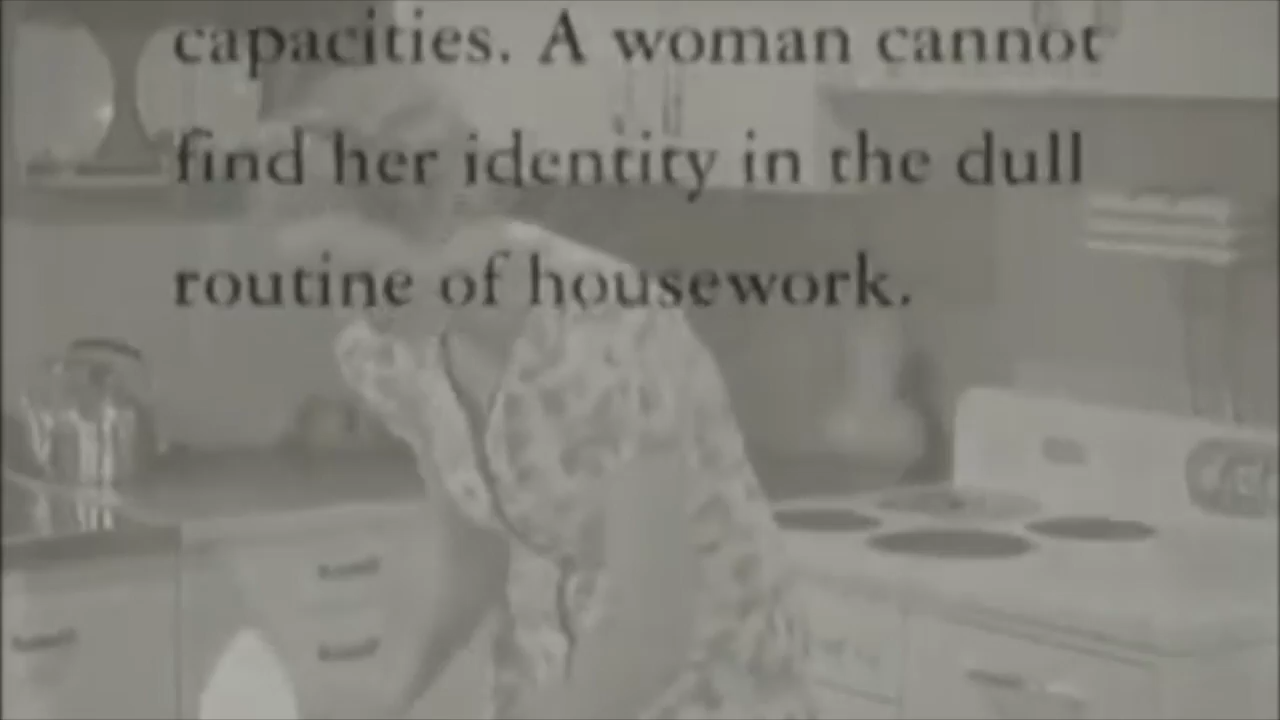 capacities. A woman cannot
find her identity in the dull
routine of housework.